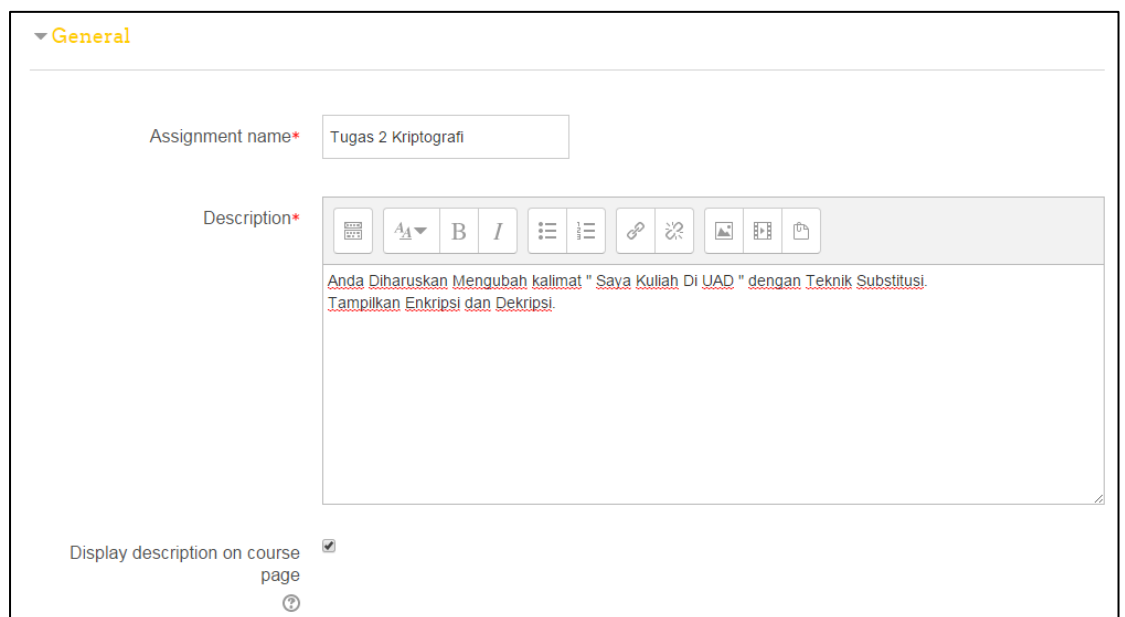 General
Assignment name*
Tugas 2 Kriptografi
Description*
Anda Diharuskan Mengubah kalimat " Saya Kuliah Di UAD " dengan Teknik Substitusi.
Tampilkan Enkripsi dan Dekripsi.
Display description on course
page